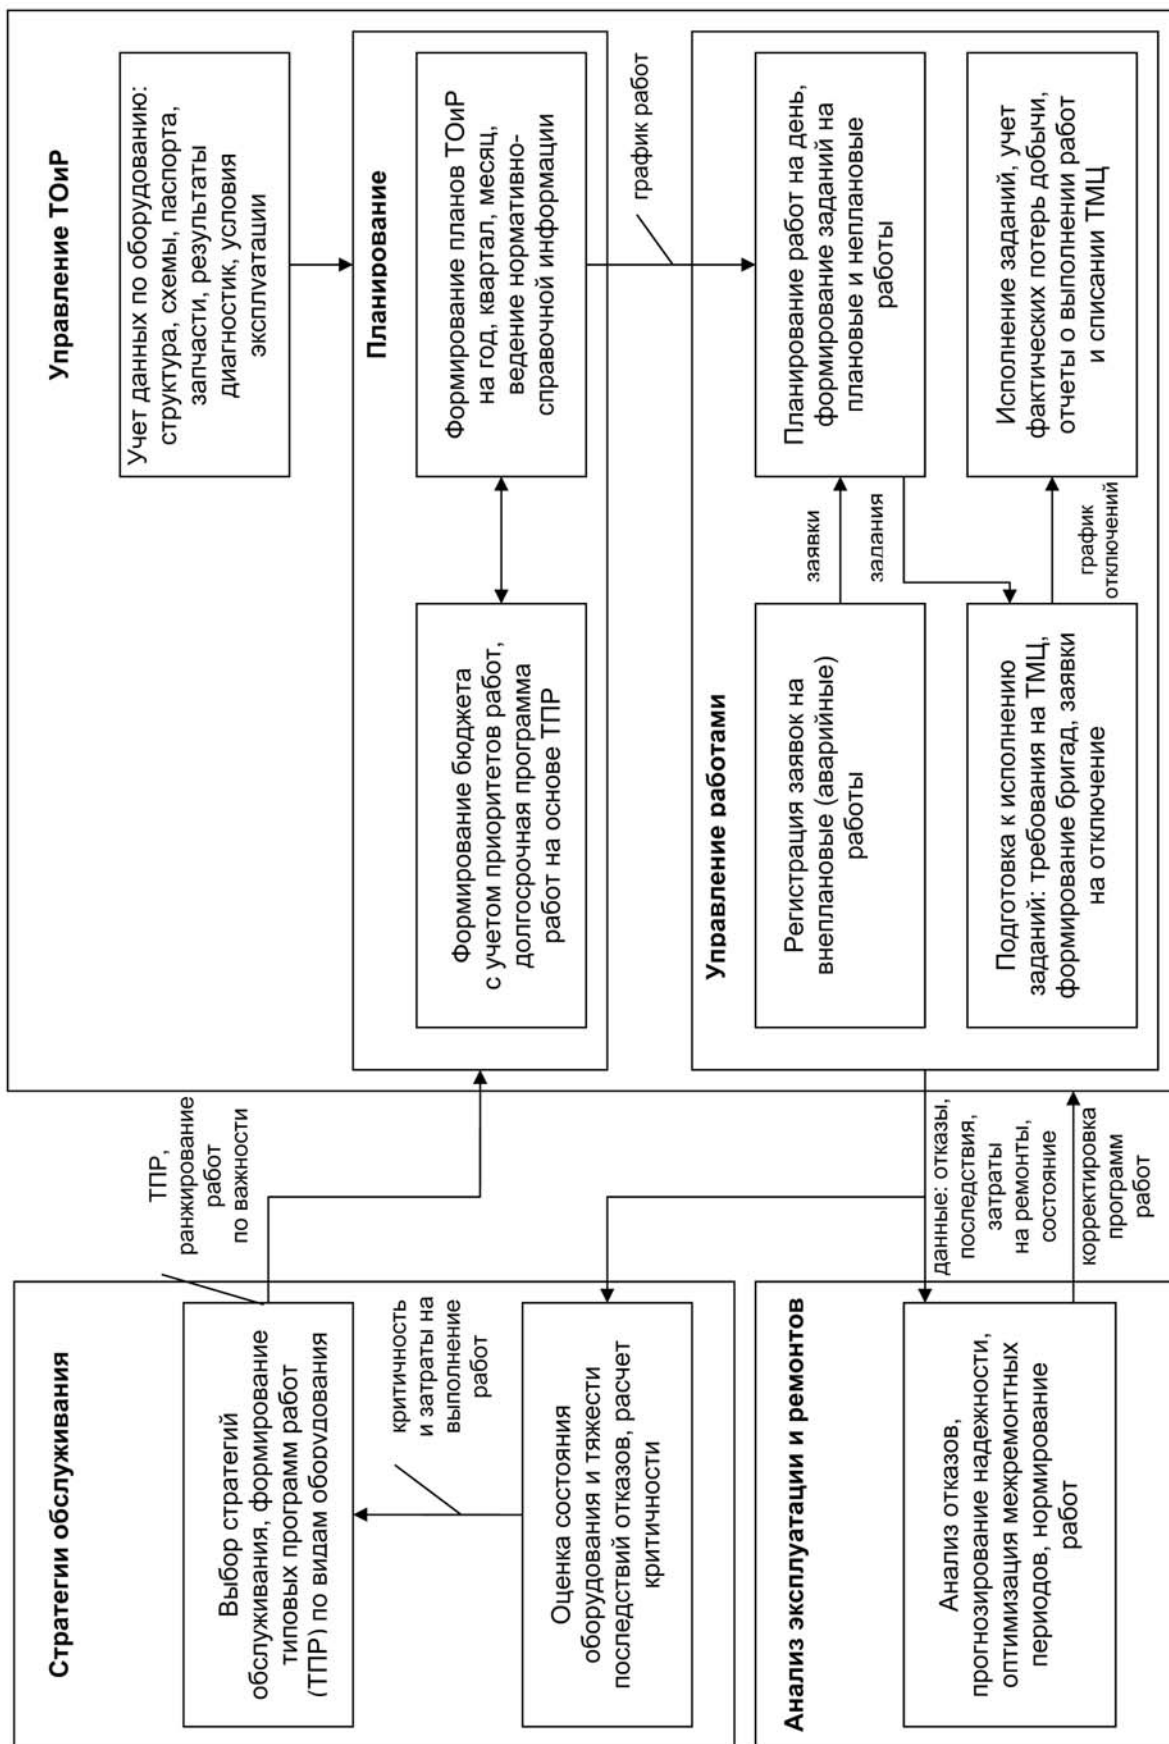 Стратегии обслуживания
Выбор стратегий
обслуживания, формирование
типовых программ работ
(ТПР) по видам оборудования
критичность
и затраты на
выполнение
работ
Оценка состояния
оборудования и тяжести
последствий отказов, расчет
критичности
Анализ эксплуатации и ремонтов
Анализ отказов,
прогнозирование надежности,
оптимизация межремонтных
периодов, нормирование
работ
ТПР,
ранжирование
работ
по важности
данные: отказы,
последствия,
затраты
на ремонты,
состояние
корректировка
программ
работ
Управление ТОиР
Учет данных по оборудованию:
структура, схемы, паспорта,
запчасти, результаты
диагностик, условия
эксплуатации
Планирование
Формирование бюджета
с учетом приоритетов работ,
долгосрочная программа
работ на основе ТПР
Формирование планов ТОиР
на год, квартал, месяц,
ведение нормативно-
справочной информации
график работ
Управление работами
Регистрация заявок на
внеплановые (аварийные)
работы
заявки
задания
Планирование работ на день,
формирование заданий на
плановые и неплановые
работы
Подготовка к исполнению
заданий: требования на ТМЦ,
формирование бригад, заявки
на отключение
график
отключений
Исполнение заданий, учет
фактических потерь добычи,
отчеты о выполнении работ
и списании ТМЦ